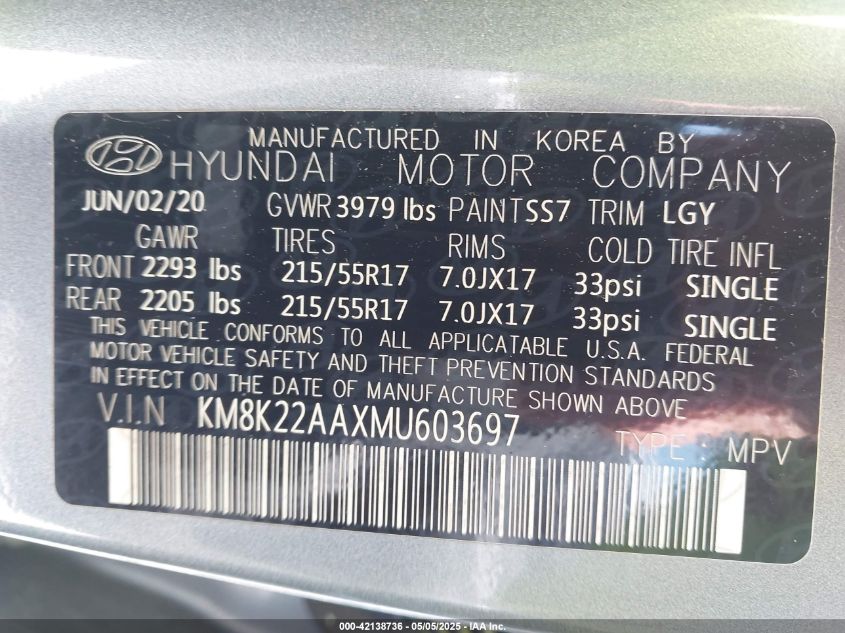 MANUFACTURED IN KOREA BY
HYUNDAI MOTOR COMPANY
JUN/02/20 GVWR 3979 lbs PAINT SS7 TRIM LGY
GAWR TIRES RIMS COLD TIRE INFL
FRONT 2293 lbs 215/55R17 7.0JX17 33psi SINGLE
REAR 2205 lbs 215/55R17 7.0JX17 33psi SINGLE
THIS VEHICLE CONFORMS TO ALL APPLICATABLE U.S.A. FEDERAL
MOTOR VEHICLE SAFETY AND THEFT PREVENTION STANDARDS
IN EFFECT ON THE DATE OF MANUFACTURE SHOWN ABOVE
V.I.N KM8K22AAXMU603697 TYPE : MPV
000-42138736 - 05/05/2025 - IAA Inc.